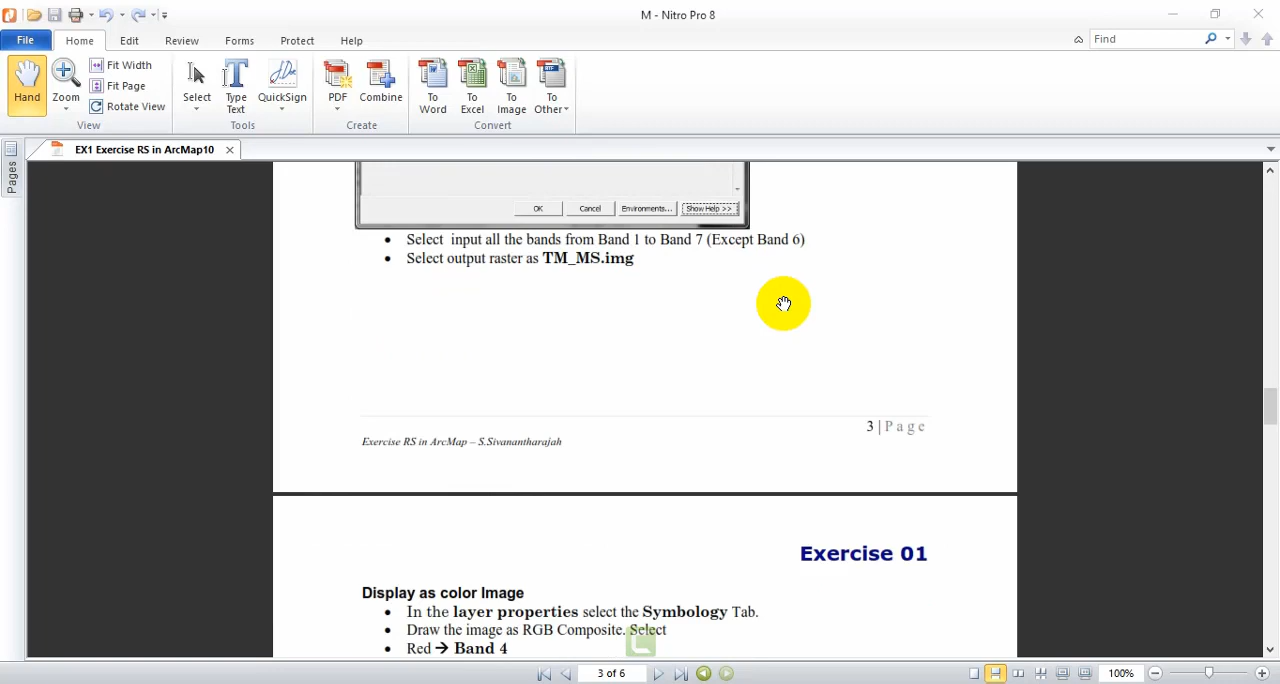 M - Nitro Pro 8
File Home Edit Review Forms Protect Help
Find
Hand
Zoom
Fit Width
Fit Page
Rotate View
View
Select
Type Text
QuickSign
Tools
PDF
Combine
Create
To Word
To Excel
To Image
To Other
Convert
EX1 Exercise RS in ArcMap10
Pages
OK Cancel Environments... Show Help >>
• Select input all the bands from Band 1 to Band 7 (Except Band 6)
• Select output raster as TM_MS.img
3 | Page
Exercise RS in ArcMap – S.Sivanantharajah
Exercise 01
Display as color Image
• In the layer properties select the Symbology Tab.
• Draw the image as RGB Composite. Select
• Red → Band 4
3 of 6
100%